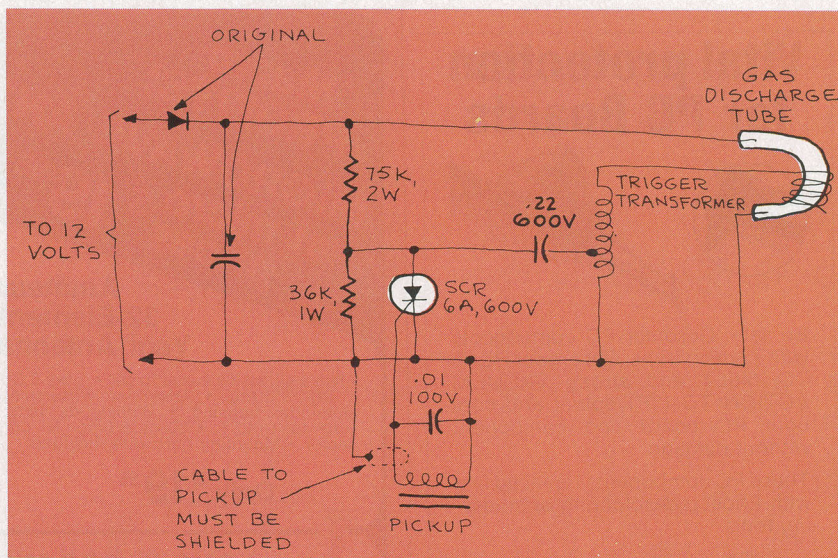 ORIGINAL
GAS
DISCHARGE
TUBE
75K,
2W
TRIGGER
TRANSFORMER
.22
600V
TO 12
VOLTS
36K,
1W
SCR
6A, 600V
.01
100V
CABLE TO
PICKUP
MUST BE
SHIELDED
PICKUP